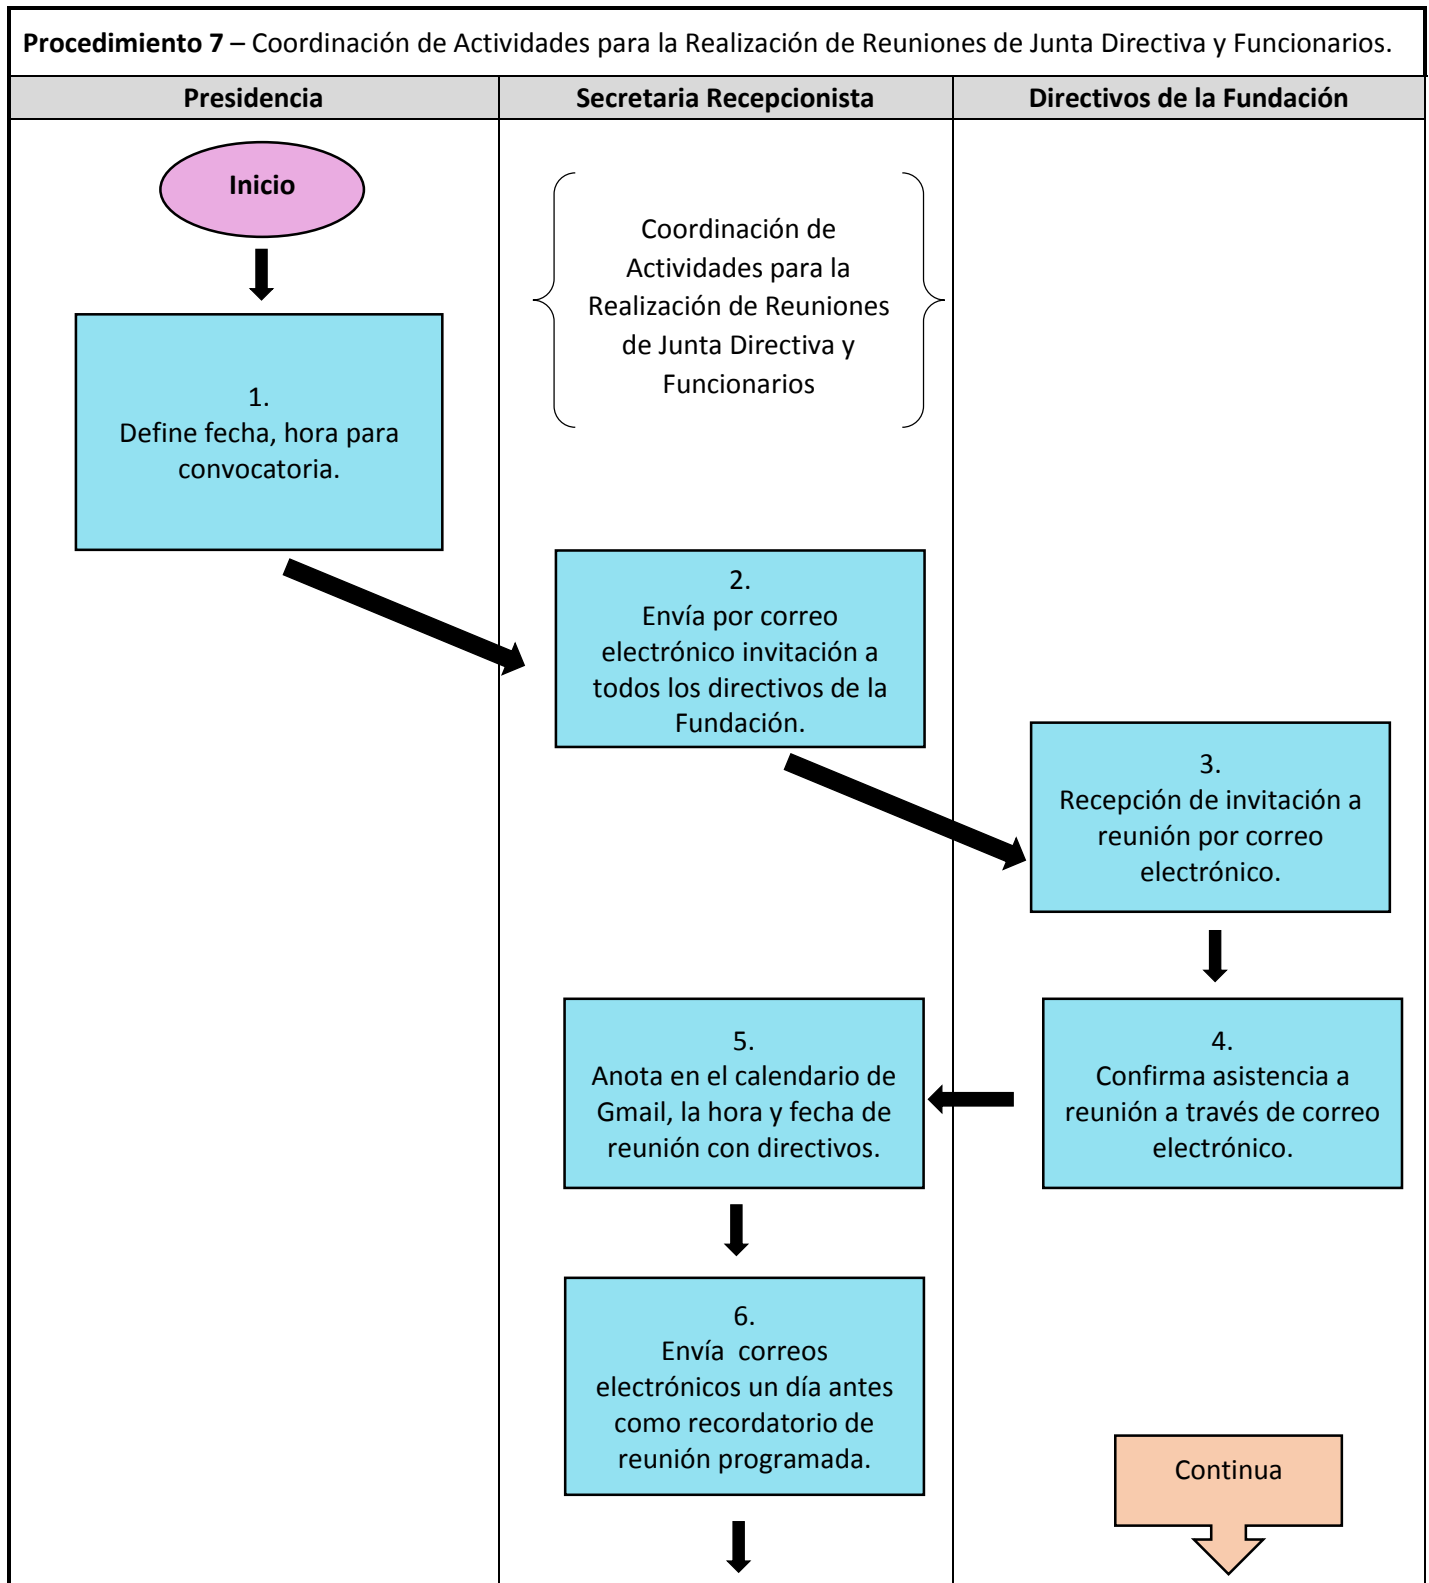 Procedimiento 7 – Coordinación de Actividades para la Realización de Reuniones de Junta Directiva y Funcionarios.
Presidencia
Secretaria Recepcionista
Directivos de la Fundación
Inicio
Coordinación de
Actividades para la
Realización de Reuniones
de Junta Directiva y
Funcionarios
1.
Define fecha, hora para
convocatoria.
2.
Envía por correo
electrónico invitación a
todos los directivos de la
Fundación.
3.
Recepción de invitación a
reunión por correo
electrónico.
4.
Confirma asistencia a
reunión a través de correo
electrónico.
5.
Anota en el calendario de
Gmail, la hora y fecha de
reunión con directivos.
6.
Envía  correos
electrónicos un día antes
como recordatorio de
reunión programada.
Continua